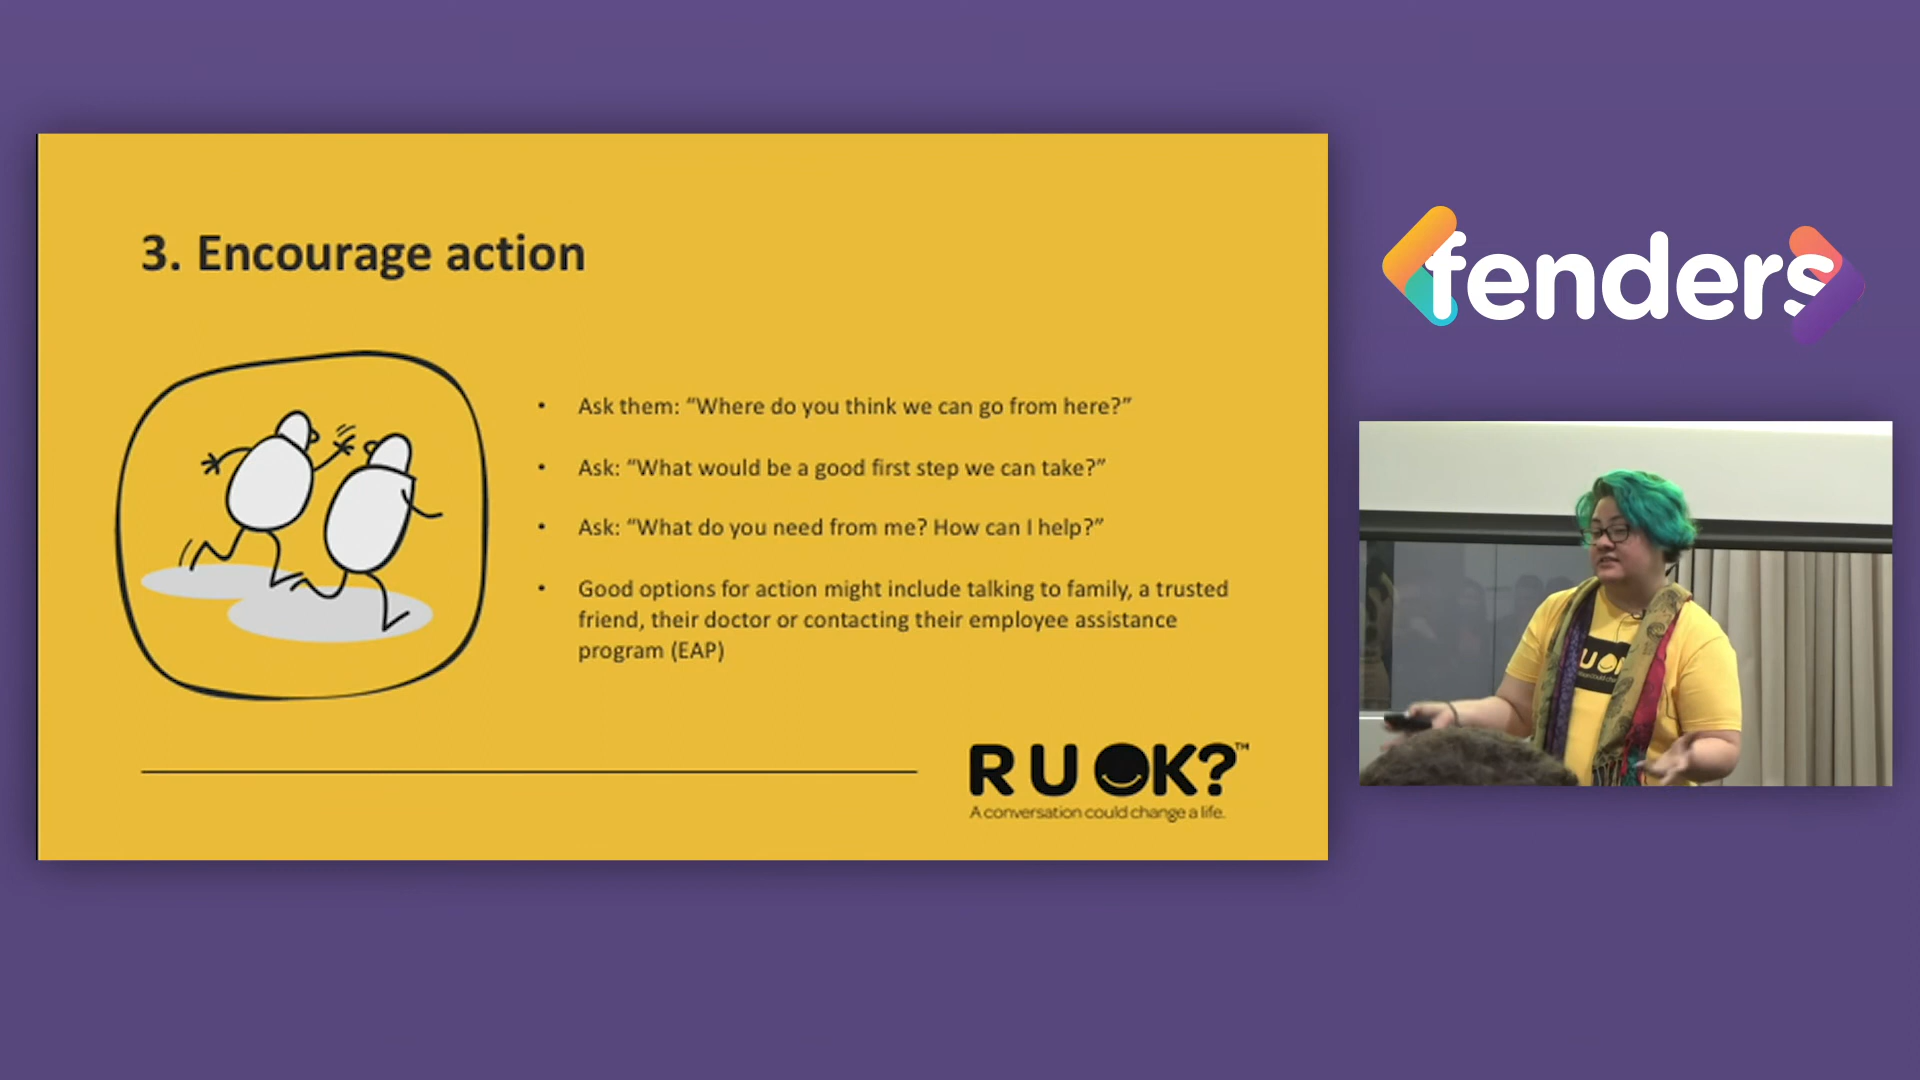 3. Encourage action
• Ask them: “Where do you think we can go from here?”
• Ask: “What would be a good first step we can take?”
• Ask: “What do you need from me? How can I help?”
• Good options for action might include talking to family, a trusted
friend, their doctor or contacting their employee assistance
program (EAP)
R U OK?™
A conversation could change a life.
fenders
U OK